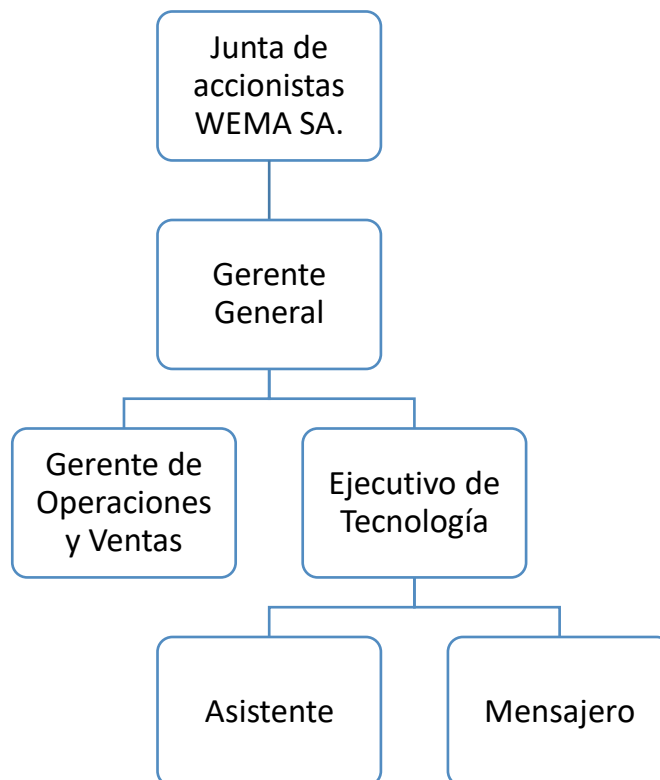 Junta de
accionistas
WEMA SA.
Gerente
General
Gerente de
Operaciones
y Ventas
Ejecutivo de
Tecnología
Asistente
Mensajero